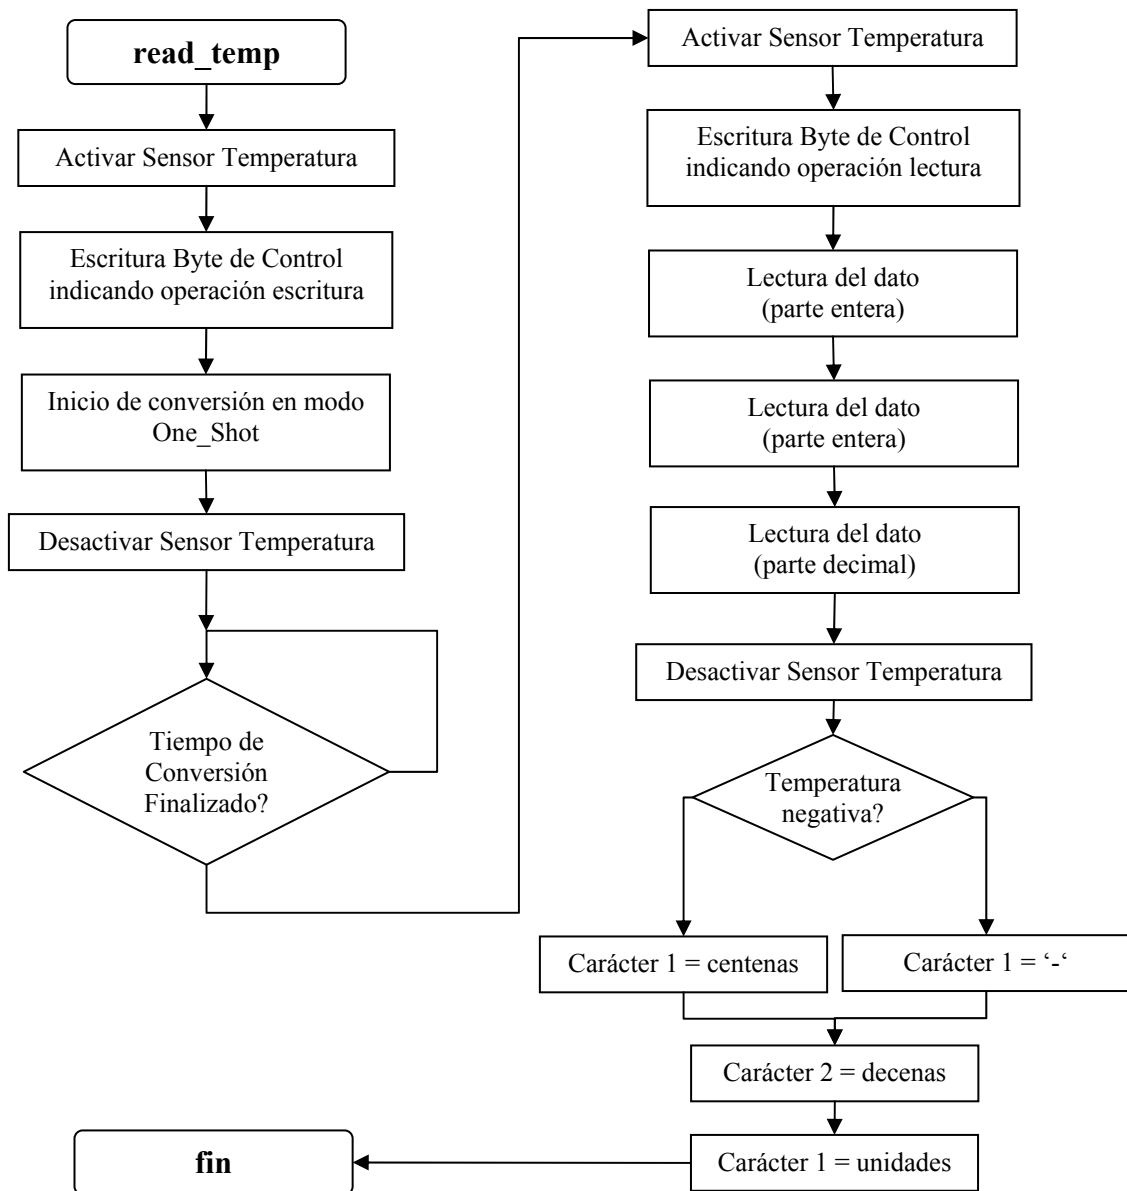 read_temp
Activar Sensor Temperatura
Escritura Byte de Control
indicando operación escritura
Inicio de conversión en modo
One_Shot
Desactivar Sensor Temperatura
Tiempo de
Conversión
Finalizado?
Activar Sensor Temperatura
Escritura Byte de Control
indicando operación lectura
Lectura del dato
(parte entera)
Lectura del dato
(parte entera)
Lectura del dato
(parte decimal)
Desactivar Sensor Temperatura
Temperatura
negativa?
Carácter 1 = centenas
Carácter 1 = ‘-‘
Carácter 2 = decenas
Carácter 1 = unidades
fin